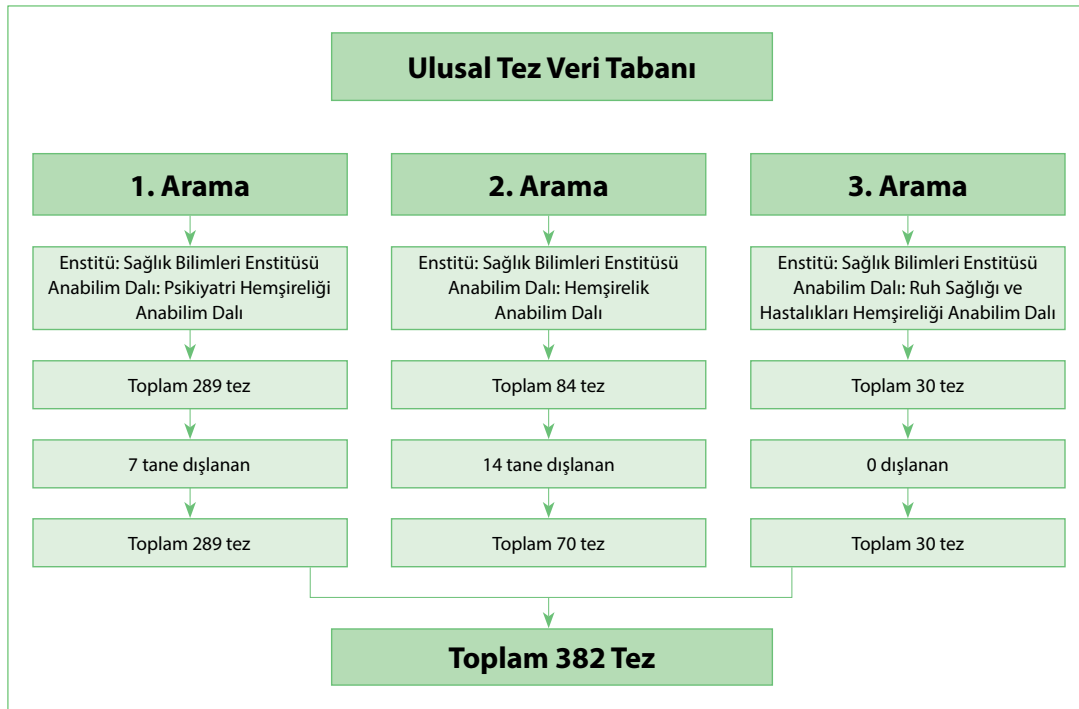 Ulusal Tez Veri Tabanı
1. Arama
Enstitü: Sağlık Bilimleri Enstitüsü
Anabilim Dalı: Psikiyatri Hemşireliği
Anabilim Dalı
Toplam 289 tez
7 tane dışlanan
Toplam 289 tez
2. Arama
Enstitü: Sağlık Bilimleri Enstitüsü
Anabilim Dalı: Hemşirelik
Anabilim Dalı
Toplam 84 tez
14 tane dışlanan
Toplam 70 tez
3. Arama
Enstitü: Sağlık Bilimleri Enstitüsü
Anabilim Dalı: Ruh Sağlığı ve
Hastalıkları Hemşireliği Anabilim Dalı
Toplam 30 tez
0 dışlanan
Toplam 30 tez
Toplam 382 Tez